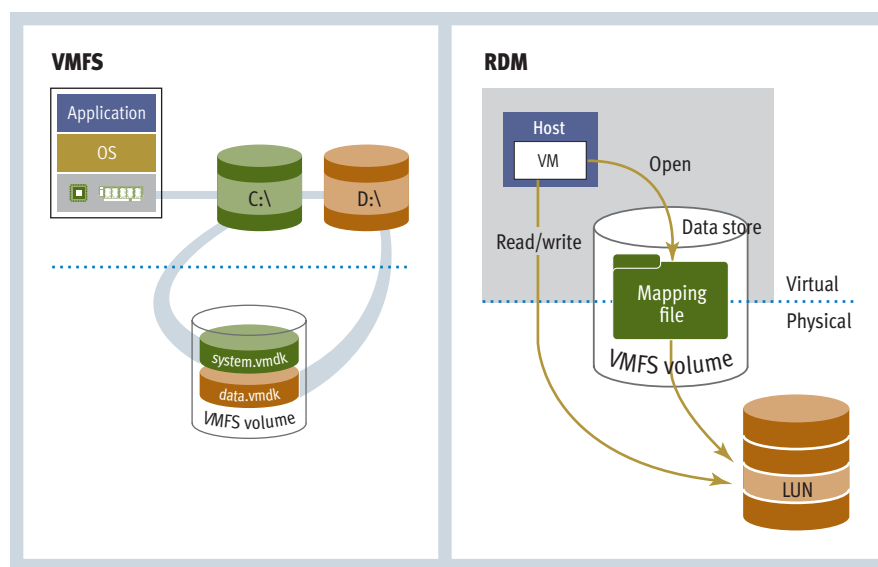 VMFS
Application
OS
C:\
D:\
system.vmdk
data.vmdk
VMFS volume
RDM
Host
VM
Open
Read/write
Data store
Mapping
file
Virtual
Physical
VMFS volume
LUN